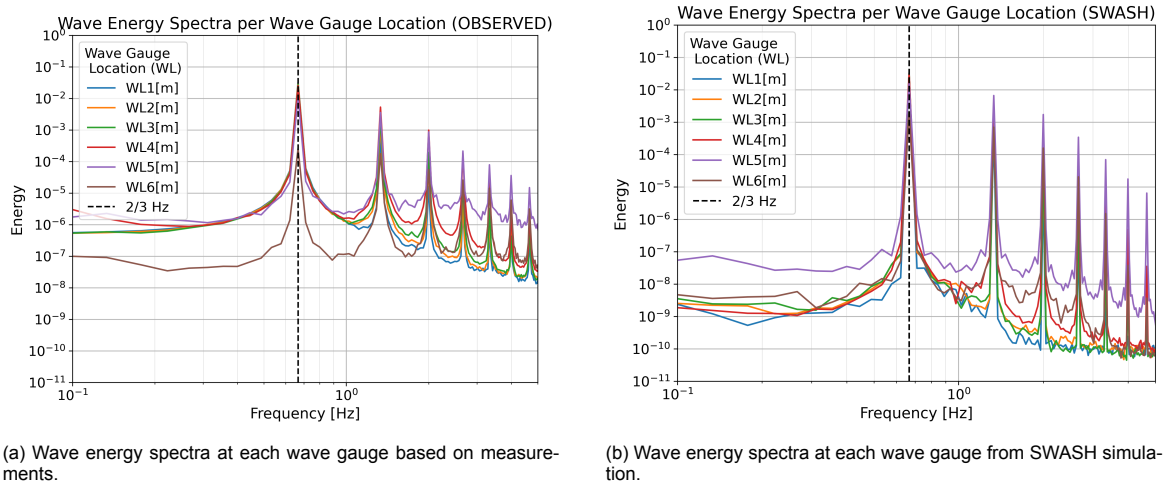 Wave Energy Spectra per Wave Gauge Location (OBSERVED)
10^0
10^-1
10^-2
10^-3
10^-4
10^-5
10^-6
10^-7
10^-8
10^-9
10^-10
10^-11
Energy
Wave Gauge
Location (WL)
WL1[m]
WL2[m]
WL3[m]
WL4[m]
WL5[m]
WL6[m]
2/3 Hz
10^-1
10^0
Frequency [Hz]
(a) Wave energy spectra at each wave gauge based on measure-
ments.
Wave Energy Spectra per Wave Gauge Location (SWASH)
10^0
10^-1
10^-2
10^-3
10^-4
10^-5
10^-6
10^-7
10^-8
10^-9
10^-10
10^-11
Energy
Wave Gauge
Location (WL)
WL1[m]
WL2[m]
WL3[m]
WL4[m]
WL5[m]
WL6[m]
2/3 Hz
10^-1
10^0
Frequency [Hz]
(b) Wave energy spectra at each wave gauge from SWASH simula-
tion.